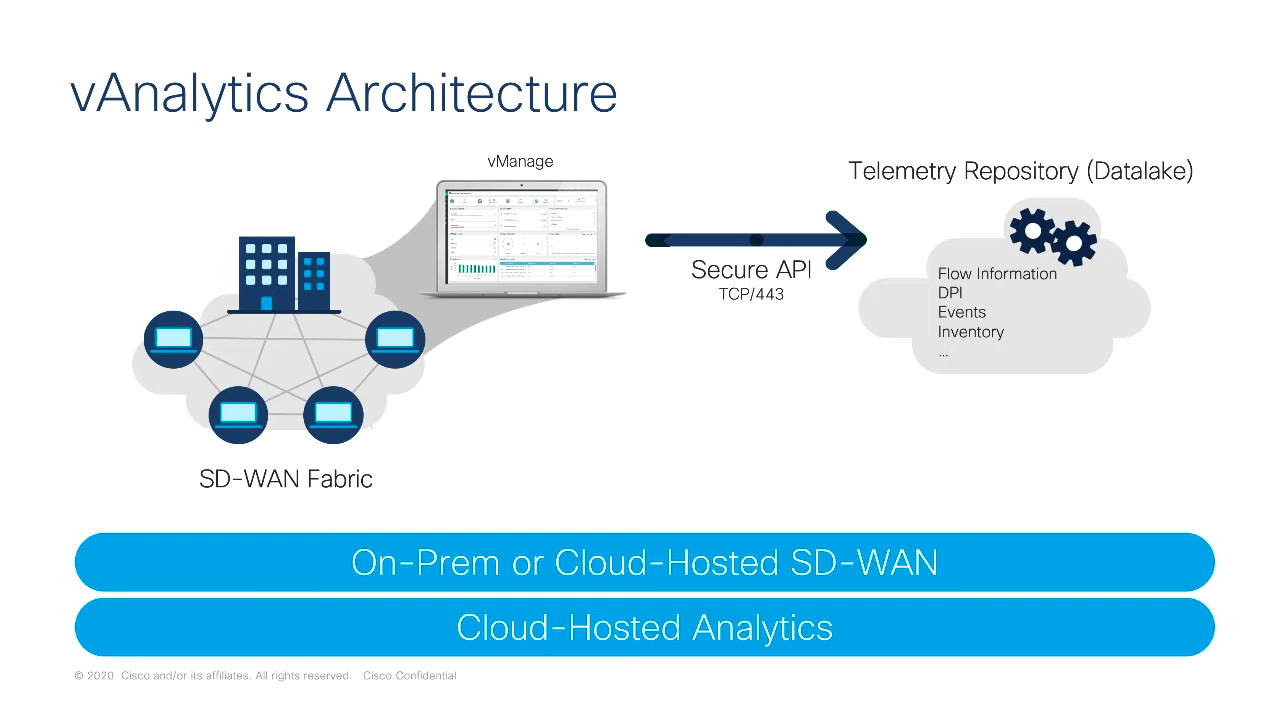 vAnalytics Architecture
vManage
Telemetry Repository (Datalake)
Secure API
TCP/443
Flow Information
DPI
Events
Inventory
...
SD-WAN Fabric
On-Prem or Cloud-Hosted SD-WAN
Cloud-Hosted Analytics
© 2020 Cisco and/or its affiliates. All rights reserved. Cisco Confidential